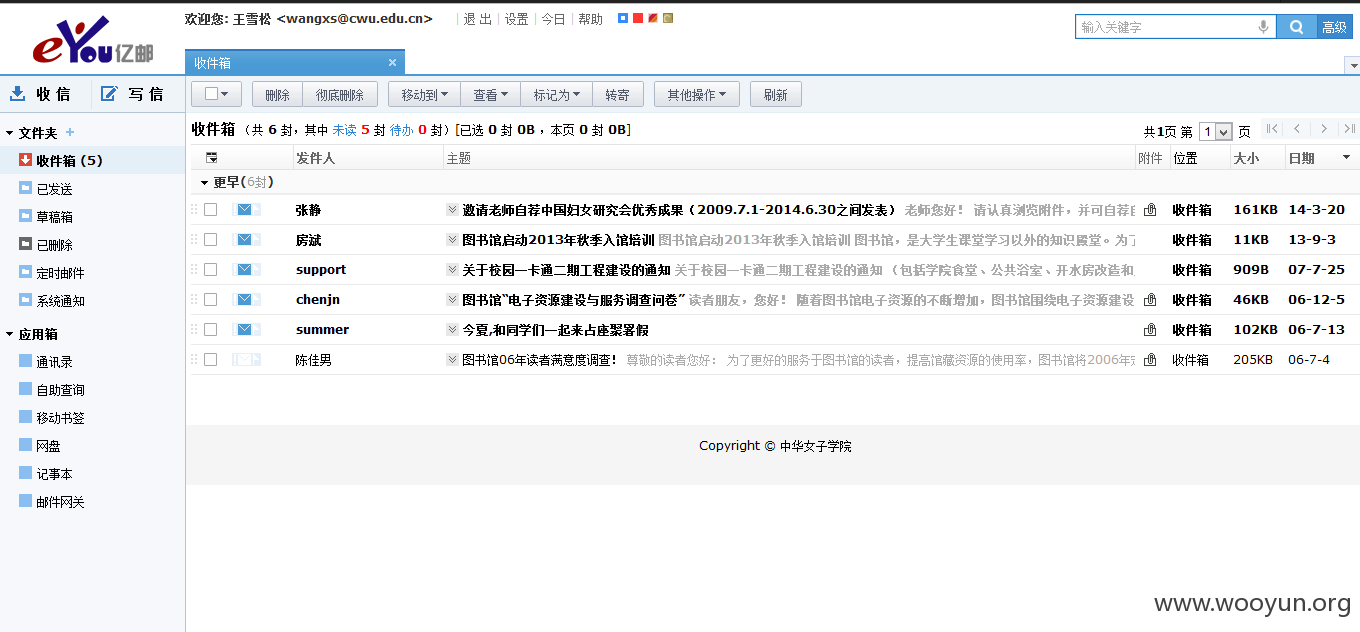 欢迎您: 王雪松 <wangxs@cwu.edu.cn> 退 出 设置 今日 帮助
eYou 亿邮
输入关键字 高级
收件箱 ×
收 信 写 信
删除 彻底删除 移动到 查看 标记为 转寄 其他操作 刷新
收件箱 （共 6 封，其中 未读 5 封 待办 0 封）[已选 0 封 0B ，本页 0 封 0B]
共1页 第 1 页
文件夹 +
收件箱 (5)
已发送
草稿箱
已删除
定时邮件
系统通知
应用箱
通讯录
自助查询
移动书签
网盘
记事本
邮件网关
发件人 主题 附件 位置 大小 日期
更早(6封)
张静 邀请老师自荐中国妇女研究会优秀成果（2009.7.1-2014.6.30之间发表） 老师您好！ 请认真浏览附件，并可自荐 收件箱 161KB 14-3-20
房斌 图书馆启动2013年秋季入馆培训 图书馆启动2013年秋季入馆培训 图书馆，是大学生课堂学习以外的知识殿堂。为了 收件箱 11KB 13-9-3
support 关于校园一卡通二期工程建设的通知 关于校园一卡通二期工程建设的通知 （包括学院食堂、公共浴室、开水房改造和 收件箱 909B 07-7-25
chenjn 图书馆“电子资源建设与服务调查问卷” 读者朋友，您好！ 随着图书馆电子资源的不断增加，图书馆围绕电子资源建设 收件箱 46KB 06-12-5
summer 今夏,和同学们一起来占座聚暑假 收件箱 102KB 06-7-13
陈佳男 图书馆06年读者满意度调查！ 尊敬的读者您好： 为了更好的服务于图书馆的读者，提高馆藏资源的使用率，图书馆将2006年 收件箱 205KB 06-7-4
Copyright © 中华女子学院
www.wooyun.org